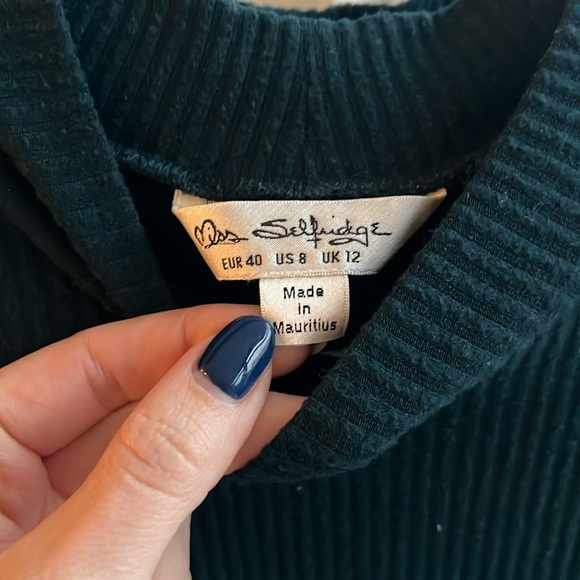 Miss Selfridge
EUR 40 US 8 UK 12
Made
in
Mauritius